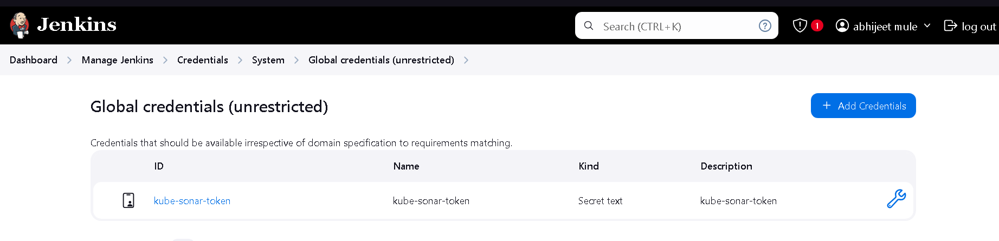 Jenkins
Search (CTRL+K)
1
abhijeet mule
log out
Dashboard > Manage Jenkins > Credentials > System > Global credentials (unrestricted) >
Global credentials (unrestricted)
+ Add Credentials
Credentials that should be available irrespective of domain specification to requirements matching.
ID Name Kind Description
kube-sonar-token kube-sonar-token Secret text kube-sonar-token